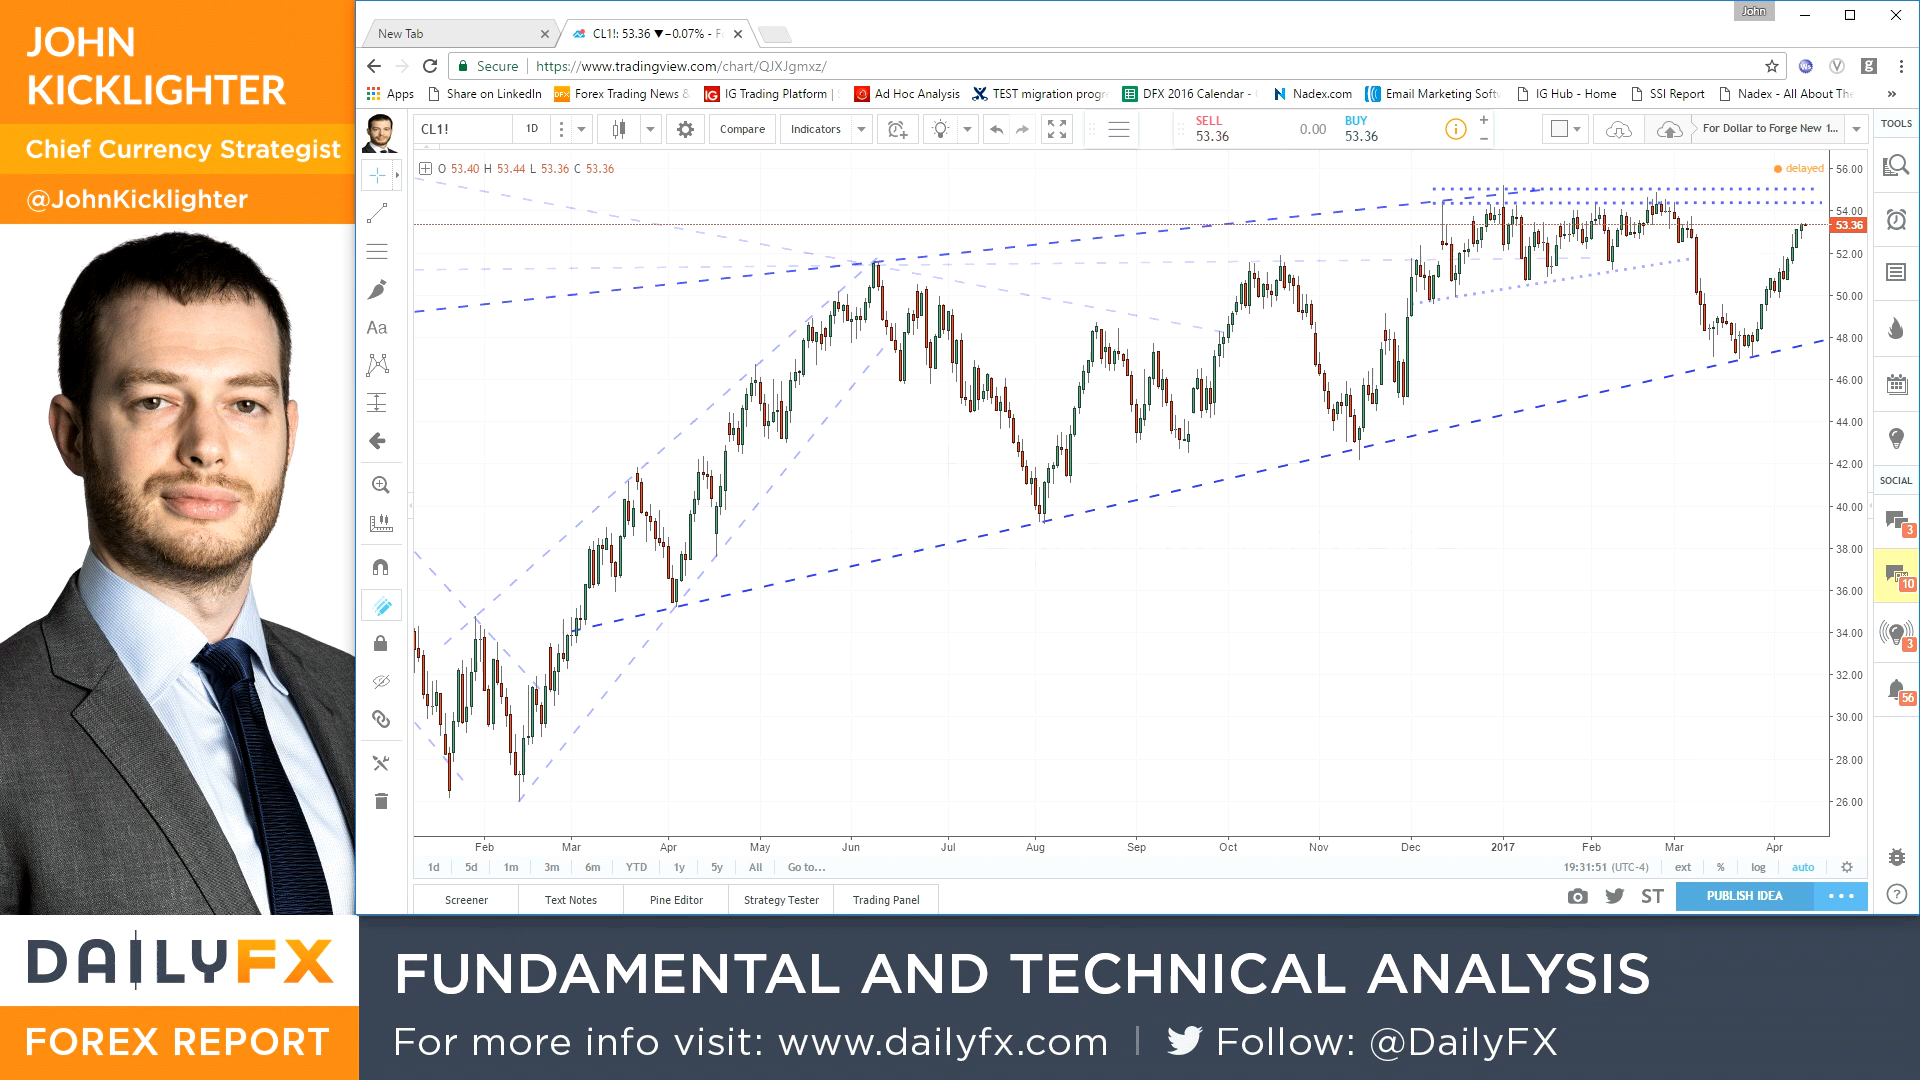 JOHN
KICKLIGHTER
Chief Currency Strategist
@JohnKicklighter
John
New Tab
CL1!: 53.36 ▼−0.07% - Fo
Secure | https://www.tradingview.com/chart/QJXJgmxz/
Apps
Share on LinkedIn
Forex Trading News &
IG Trading Platform |
Ad Hoc Analysis
TEST migration progre
DFX 2016 Calendar -
Nadex.com
Email Marketing Softw
IG Hub - Home
SSI Report
Nadex - All About The
»
CL1!
1D
Compare
Indicators
SELL
53.36
0.00
BUY
53.36
For Dollar to Forge New 1...
TOOLS
O 53.40 H 53.44 L 53.36 C 53.36
delayed
Aa
56.00
54.00
53.36
52.00
50.00
48.00
46.00
44.00
42.00
40.00
38.00
36.00
34.00
32.00
30.00
28.00
26.00
SOCIAL
3
10
3
56
Feb Mar Apr May Jun Jul Aug Sep Oct Nov Dec 2017 Feb Mar Apr
1d 5d 1m 3m 6m YTD 1y 5y All Go to...
19:31:51 (UTC-4) ext % log auto
Screener
Text Notes
Pine Editor
Strategy Tester
Trading Panel
ST
PUBLISH IDEA
DAILYFX
FOREX REPORT
FUNDAMENTAL AND TECHNICAL ANALYSIS
For more info visit: www.dailyfx.com | Follow: @DailyFX